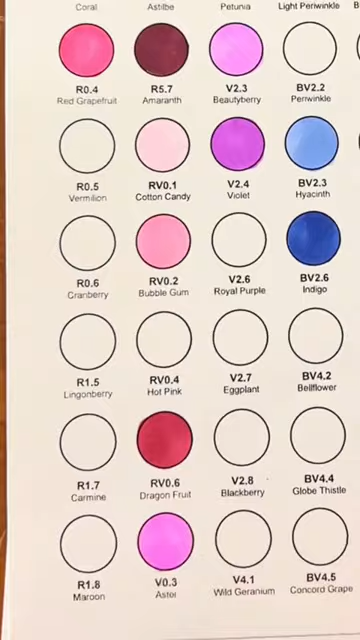 Coral Astilbe Petunia Light Periwinkle B
R0.4 R5.7 V2.3 BV2.2
Red Grapefruit Amaranth Beautyberry Periwinkle
R0.5 RV0.1 V2.4 BV2.3
Vermilion Cotton Candy Violet Hyacinth
R0.6 RV0.2 V2.6 BV2.6
Cranberry Bubble Gum Royal Purple Indigo
R1.5 RV0.4 V2.7 BV4.2
Lingonberry Hot Pink Eggplant Bellflower
R1.7 RV0.6 V2.8 BV4.4
Carmine Dragon Fruit Blackberry Globe Thistle
R1.8 V0.3 V4.1 BV4.5
Maroon Aster Wild Geranium Concord Grape